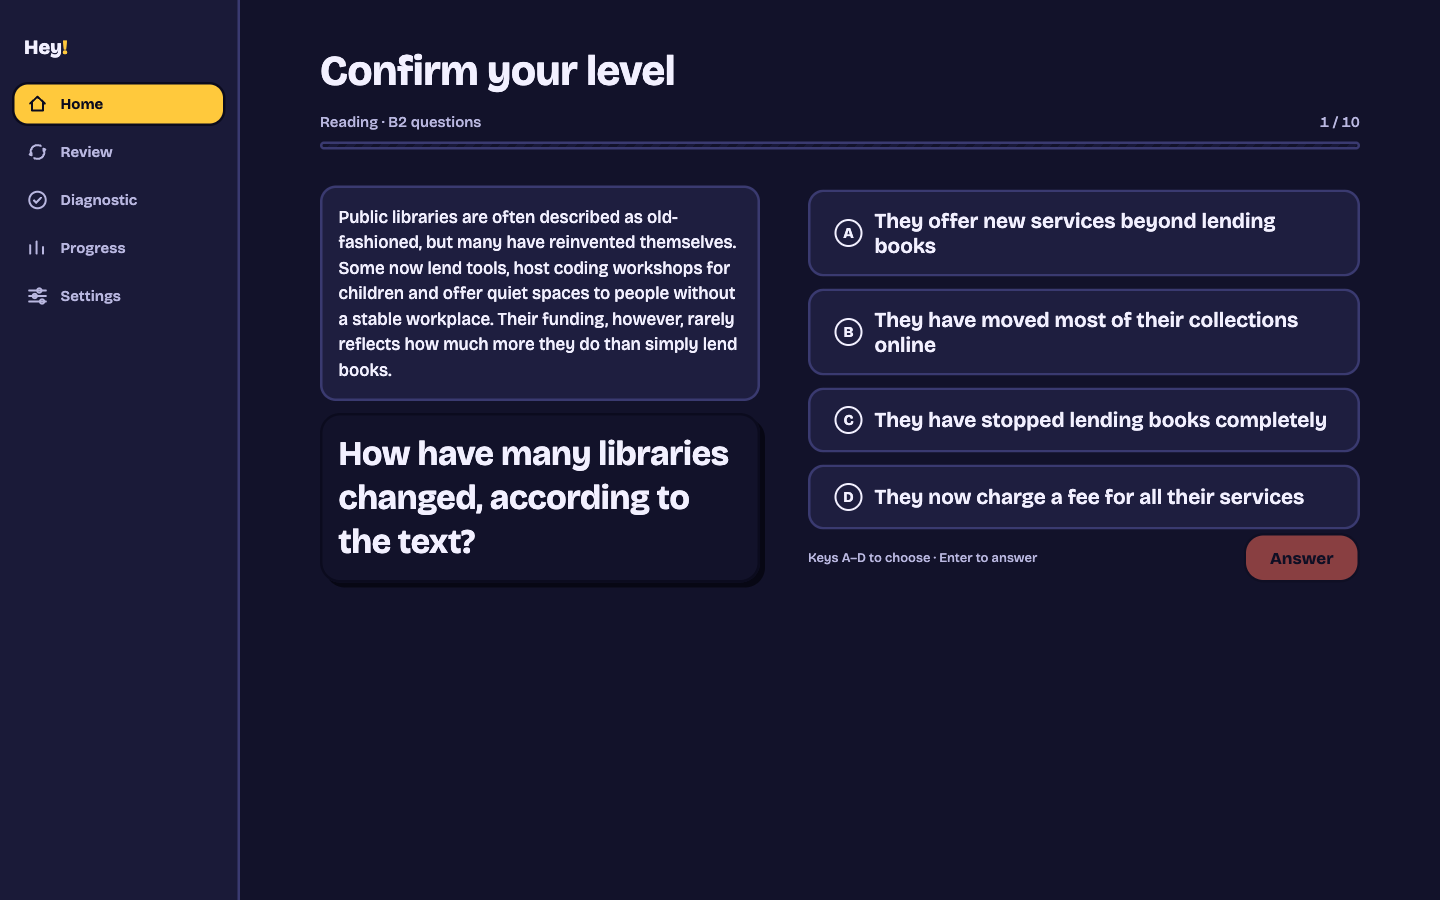 Hey!
Home
Review
Diagnostic
Progress
Settings
Confirm your level
Reading · B2 questions
1 / 10
Public libraries are often described as old-
fashioned, but many have reinvented themselves.
Some now lend tools, host coding workshops for
children and offer quiet spaces to people without
a stable workplace. Their funding, however, rarely
reflects how much more they do than simply lend
books.
How have many libraries
changed, according to
the text?
A They offer new services beyond lending
books
B They have moved most of their collections
online
C They have stopped lending books completely
D They now charge a fee for all their services
Keys A–D to choose · Enter to answer
Answer